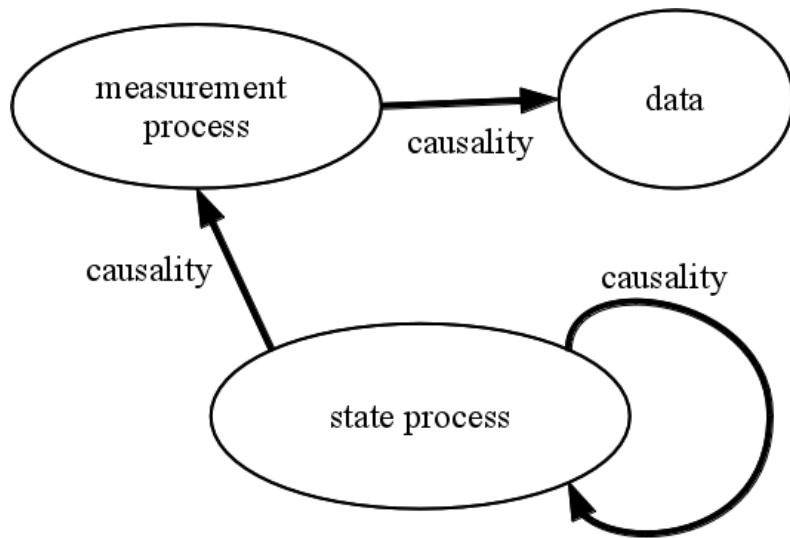 measurement
process
data
causality
causality
causality
state process